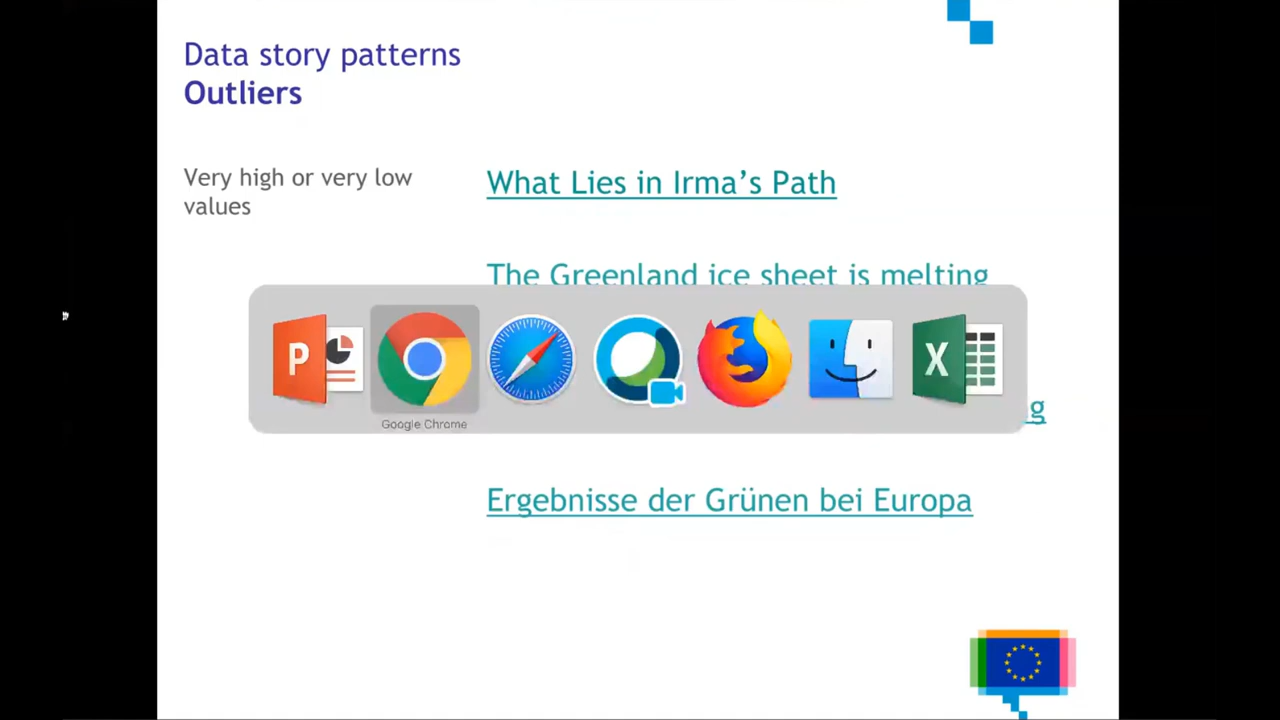 Data story patterns
Outliers
Very high or very low
values
What Lies in Irma’s Path
The Greenland ice sheet is melting
P
X
Google Chrome
Ergebnisse der Grünen bei Europa